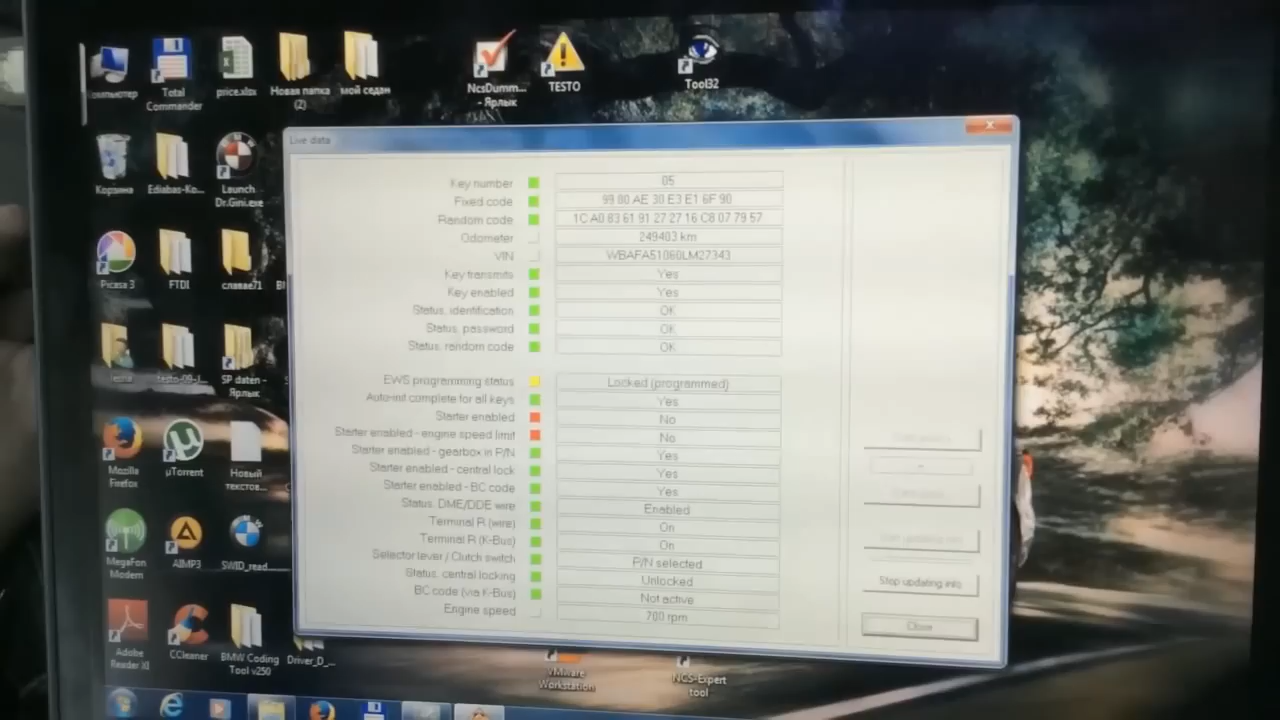 Компьютер
Total
Commander
price.xlsx
Новая папка
(2)
мой седан
NcsDumm...
- Ярлык
TESTO
Tool32
Корзина
Ediabas-Ko...
Launch
Dr.Gini.exe
Picasa 3
FTDI
славае71
SP daten -
Ярлык
Mozilla
Firefox
µTorrent
Новый
текстов...
MegaFon
Modem
AIMP3
SWID_read....
Adobe
Reader XI
CCleaner
BMW Coding
Tool v250
Driver_D_...
VMware
Workstation
NCS-Expert
tool
Live data
Key number 05
Fixed code 99 80 AE 30 E3 E1 6F 90
Random code 1C A0 83 61 91 27 27 16 C8 07 79 57
Odometer 249403 km
VIN WBAFA51060LM27343
Key transmits Yes
Key enabled Yes
Status, identification OK
Status, password OK
Status, random code OK
EWS programming status Locked (programmed)
Auto-init complete for all keys Yes
Starter enabled No
Starter enabled - engine speed limit No
Starter enabled - gearbox in P/N Yes
Starter enabled - central lock Yes
Starter enabled - BC code Yes
Status, DME/DDE wire Enabled
Terminal R (wire) On
Terminal R (K-Bus) On
Selector lever / Clutch switch P/N selected
Status, central locking Unlocked
BC code (via K-Bus) Not active
Engine speed 700 rpm
Stop updating info
Close